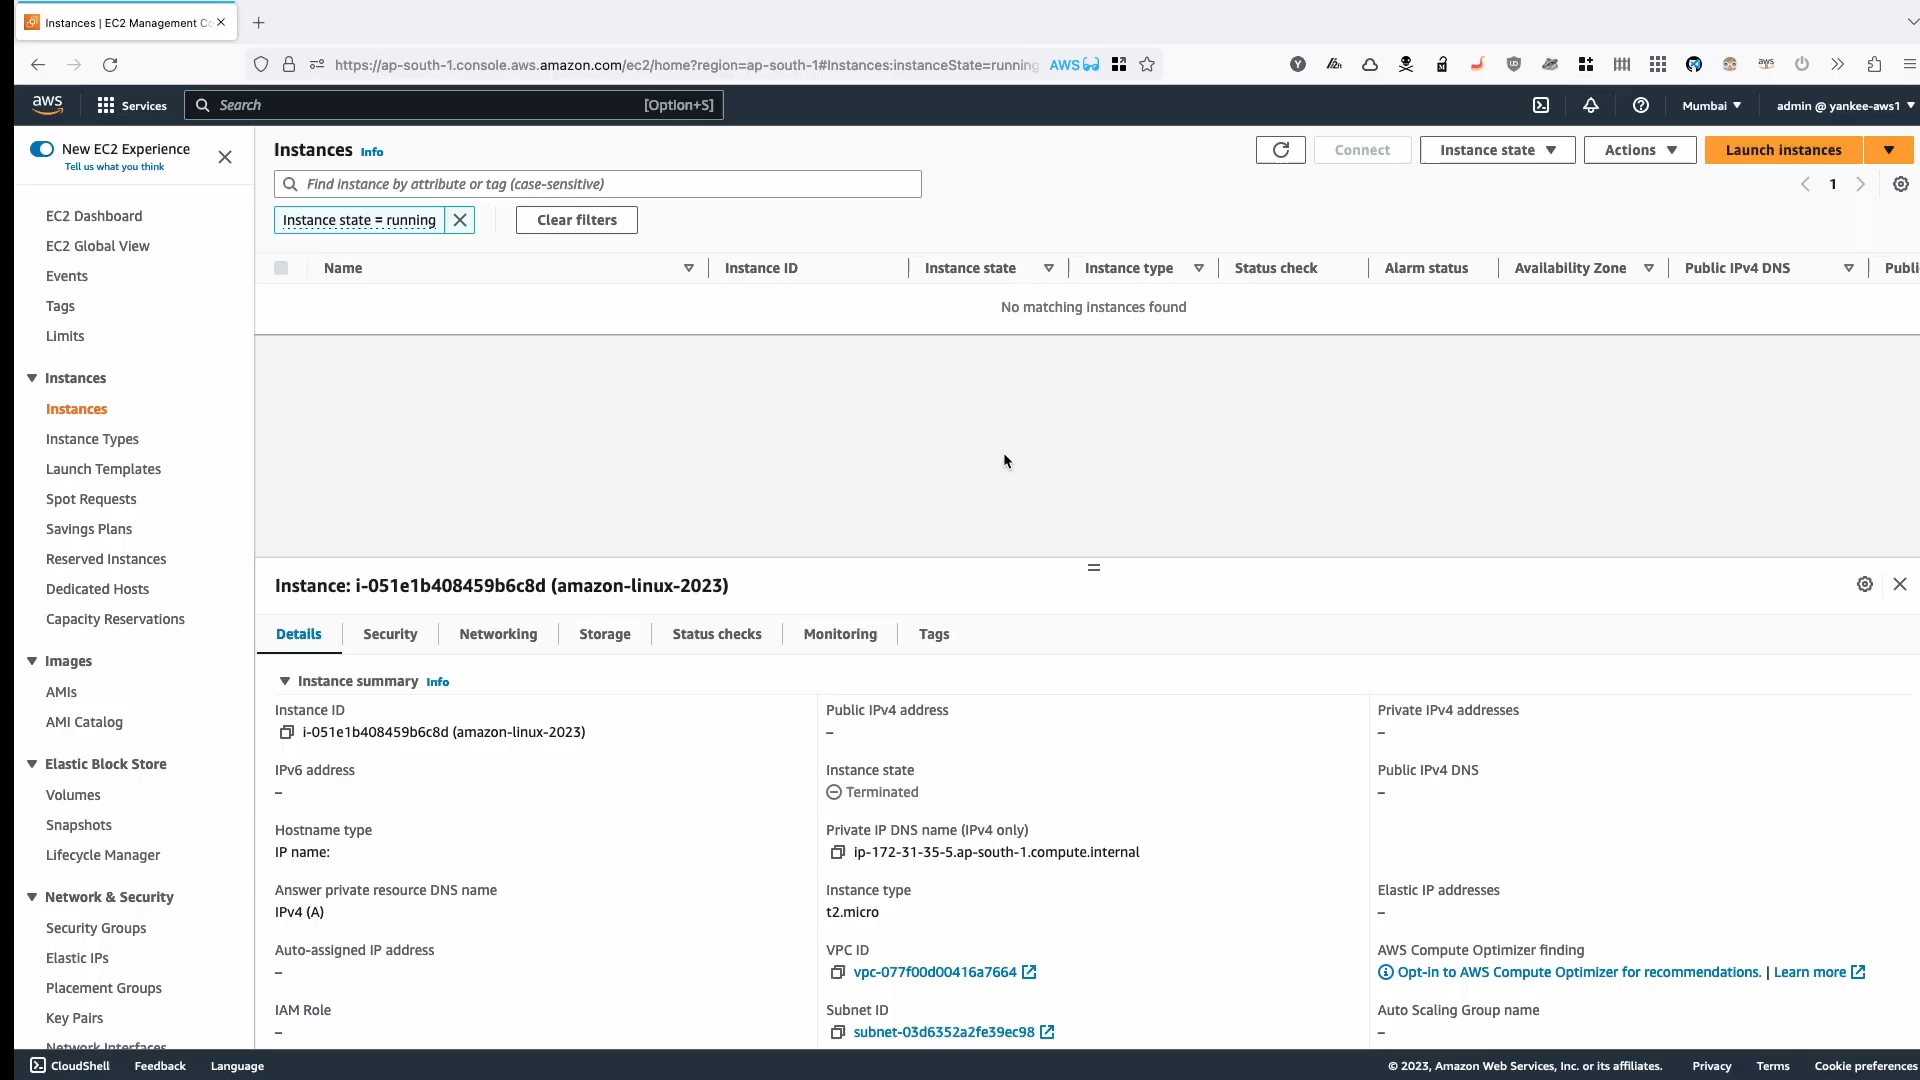 Instances | EC2 Management Co
https://ap-south-1.console.aws.amazon.com/ec2/home?region=ap-south-1#Instances:instanceState=running
AWS
aws
Services
Search
[Option+S]
Mumbai
admin @ yankee-aws1
New EC2 Experience
Tell us what you think
EC2 Dashboard
EC2 Global View
Events
Tags
Limits
Instances
Instances
Instance Types
Launch Templates
Spot Requests
Savings Plans
Reserved Instances
Dedicated Hosts
Capacity Reservations
Images
AMIs
AMI Catalog
Elastic Block Store
Volumes
Snapshots
Lifecycle Manager
Network & Security
Security Groups
Elastic IPs
Placement Groups
Key Pairs
Network Interfaces
Instances Info
Connect
Instance state
Actions
Launch instances
Find instance by attribute or tag (case-sensitive)
1
Instance state = running
Clear filters
Name
Instance ID
Instance state
Instance type
Status check
Alarm status
Availability Zone
Public IPv4 DNS
Publi
No matching instances found
Instance: i-051e1b408459b6c8d (amazon-linux-2023)
Details
Security
Networking
Storage
Status checks
Monitoring
Tags
Instance summary Info
Instance ID
i-051e1b408459b6c8d (amazon-linux-2023)
Public IPv4 address
–
Private IPv4 addresses
–
IPv6 address
–
Instance state
Terminated
Public IPv4 DNS
–
Hostname type
IP name:
Private IP DNS name (IPv4 only)
ip-172-31-35-5.ap-south-1.compute.internal
Answer private resource DNS name
IPv4 (A)
Instance type
t2.micro
Elastic IP addresses
–
Auto-assigned IP address
–
VPC ID
vpc-077f00d00416a7664
AWS Compute Optimizer finding
Opt-in to AWS Compute Optimizer for recommendations. | Learn more
IAM Role
–
Subnet ID
subnet-03d6352a2fe39ec98
Auto Scaling Group name
–
CloudShell
Feedback
Language
© 2023, Amazon Web Services, Inc. or its affiliates.
Privacy
Terms
Cookie preferences